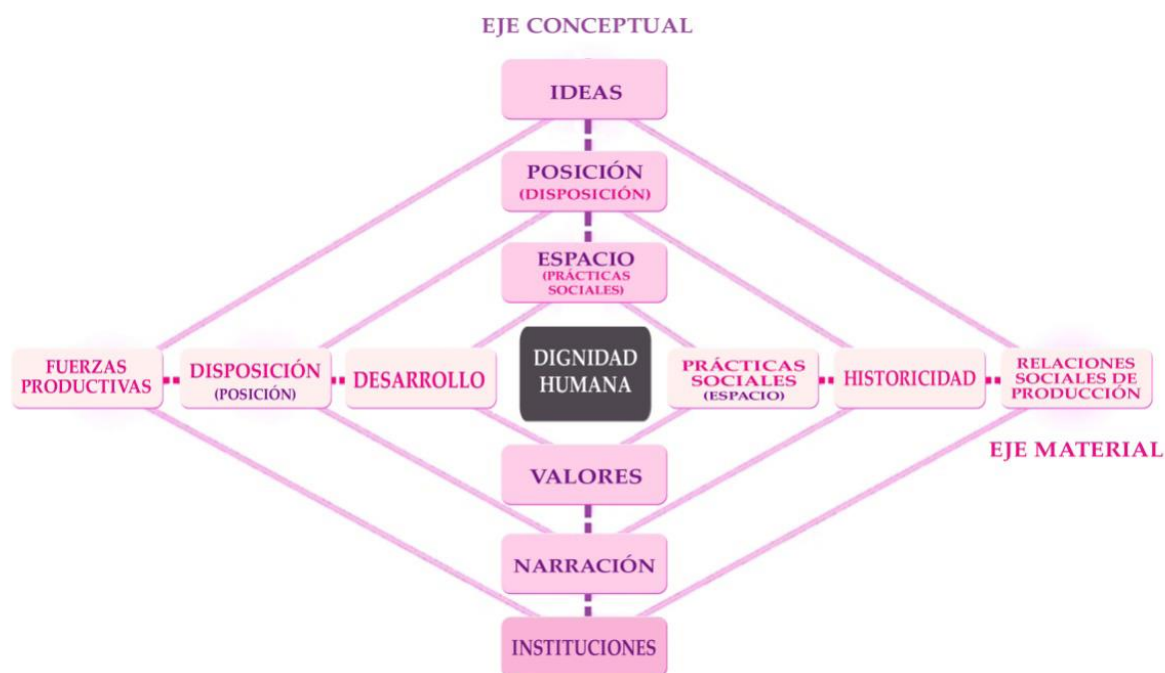 EJE CONCEPTUAL
IDEAS
POSICIÓN
(DISPOSICIÓN)
ESPACIO
(PRÁCTICAS
SOCIALES)
FUERZAS
PRODUCTIVAS
DISPOSICIÓN
(POSICIÓN)
DESARROLLO
DIGNIDAD
HUMANA
PRÁCTICAS
SOCIALES
(ESPACIO)
HISTORICIDAD
RELACIONES
SOCIALES DE
PRODUCCIÓN
EJE MATERIAL
VALORES
NARRACIÓN
INSTITUCIONES